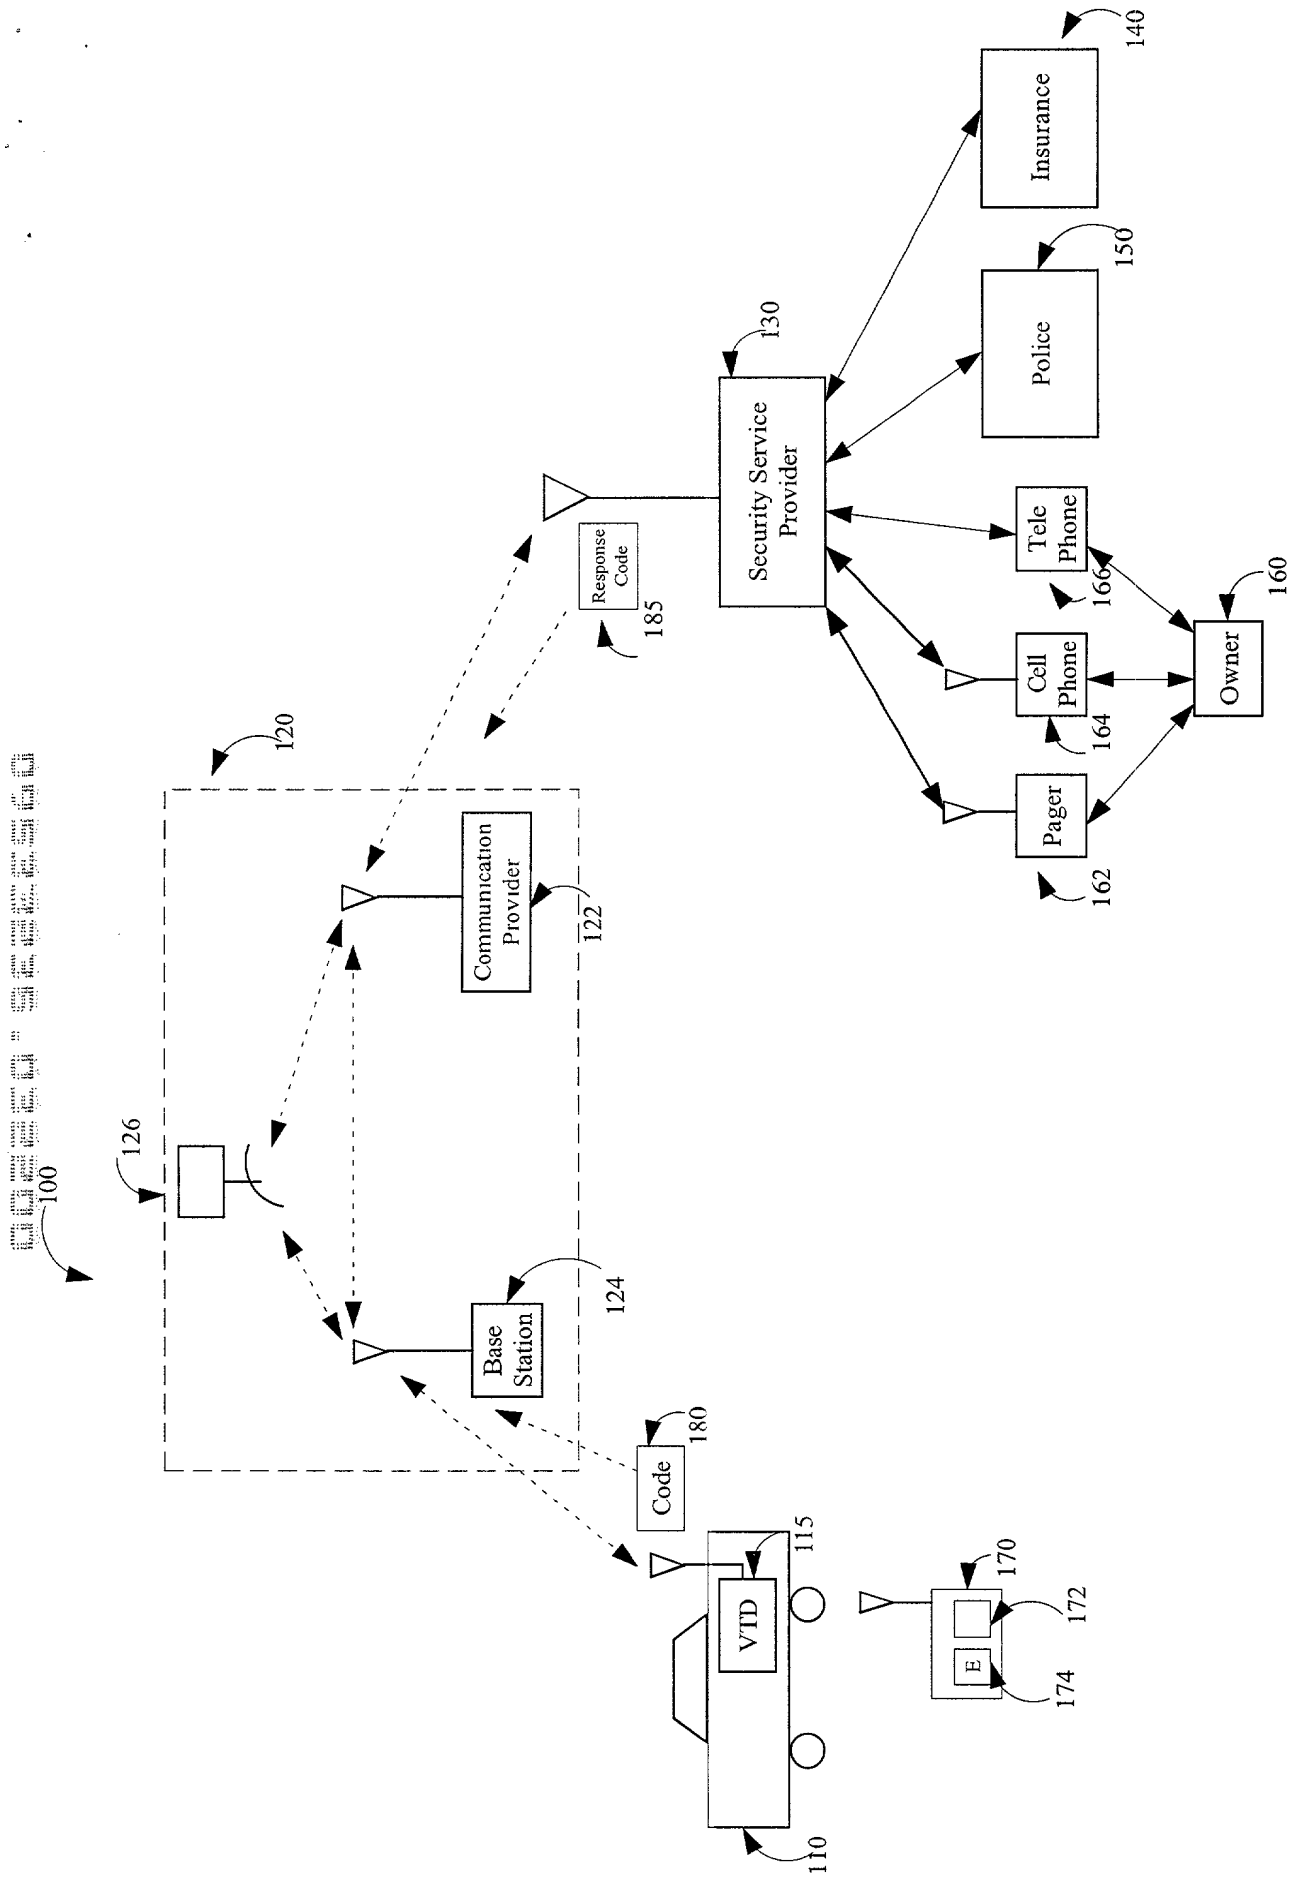 100
126
120
Base
Station
124
Communication
Provider
122
Code
180
VTD
115
110
E
170
172
174
Response
Code
185
Security Service
Provider
130
Pager
162
Cell
Phone
164
Tele
Phone
166
Police
150
Insurance
140
Owner
160